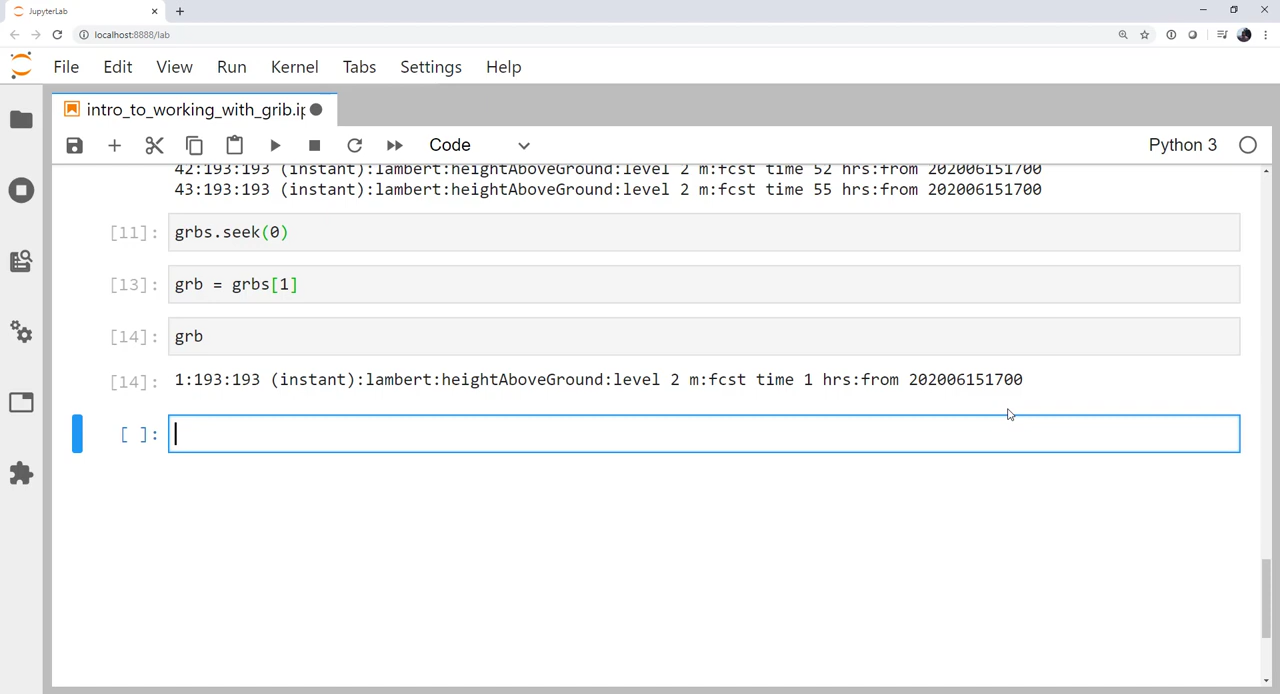 JupyterLab
localhost:8888/lab
File Edit View Run Kernel Tabs Settings Help
intro_to_working_with_grib.ip
Code
Python 3
42:193:193 (instant):lambert:heightAboveGround:level 2 m:fcst time 52 hrs:from 202006151700
43:193:193 (instant):lambert:heightAboveGround:level 2 m:fcst time 55 hrs:from 202006151700
[11]: grbs.seek(0)
[13]: grb = grbs[1]
[14]: grb
[14]: 1:193:193 (instant):lambert:heightAboveGround:level 2 m:fcst time 1 hrs:from 202006151700
[ ]: